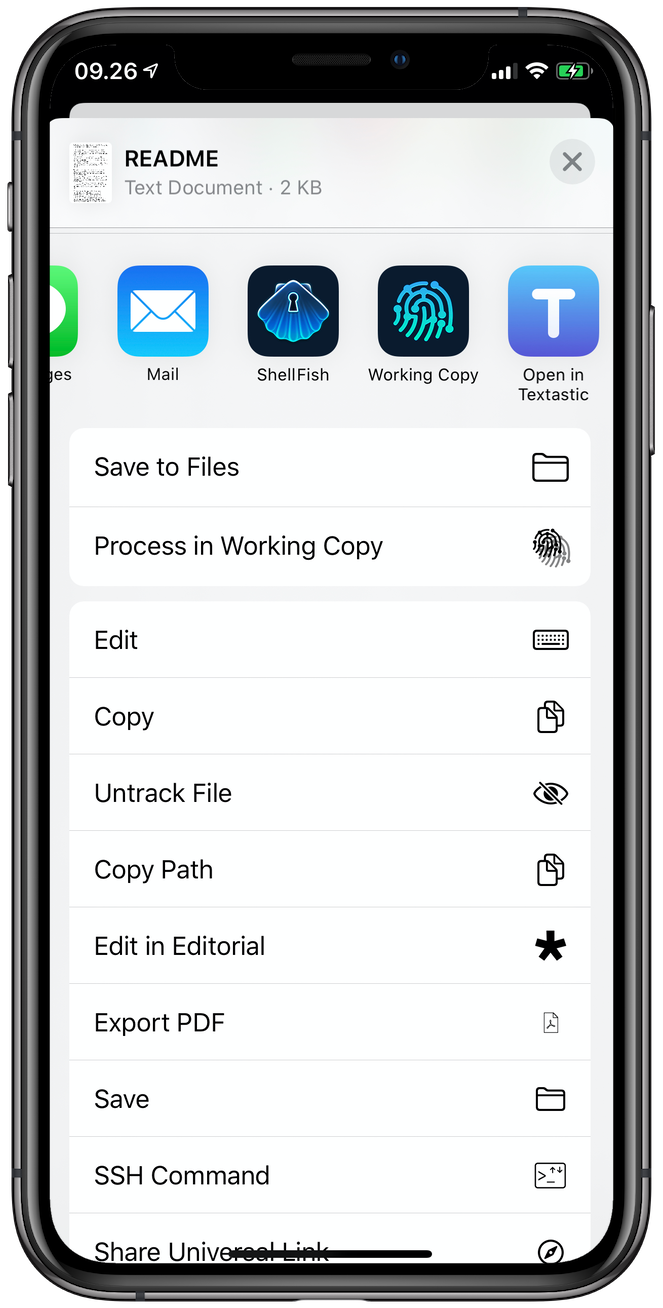 09.26
README
Text Document · 2 KB
ges
Mail
ShellFish
Working Copy
T
Open in
Textastic
Save to Files
Process in Working Copy
Edit
Copy
Untrack File
Copy Path
Edit in Editorial
Export PDF
Save
SSH Command
Share Universal Link